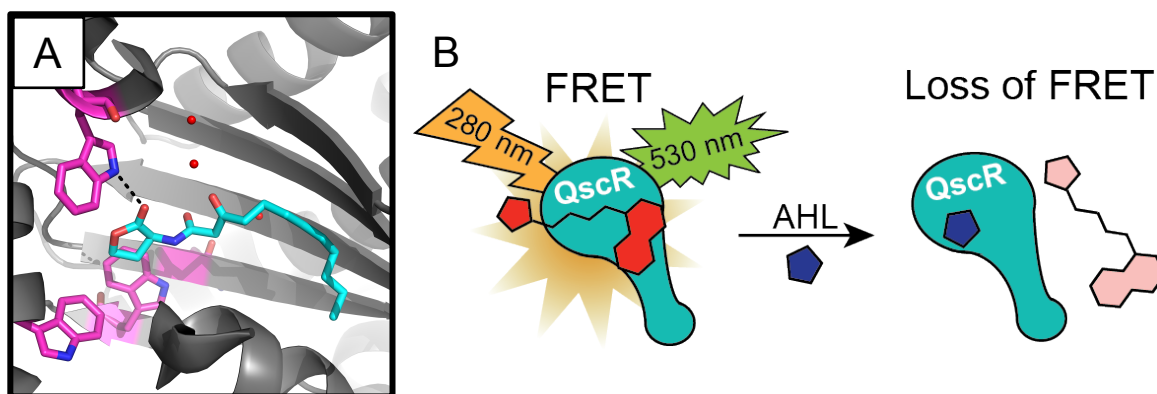 A
B
FRET
Loss of FRET
280 nm
530 nm
QscR
QscR
AHL